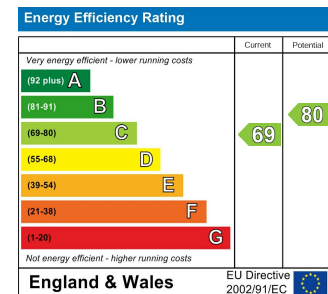 Energy Efficiency Rating
Current Potential
Very energy efficient - lower running costs
(92 plus) A
(81-91) B
(69-80) C
(55-68) D
(39-54) E
(21-38) F
(1-20) G
69
80
Not energy efficient - higher running costs
England & Wales
EU Directive
2002/91/EC